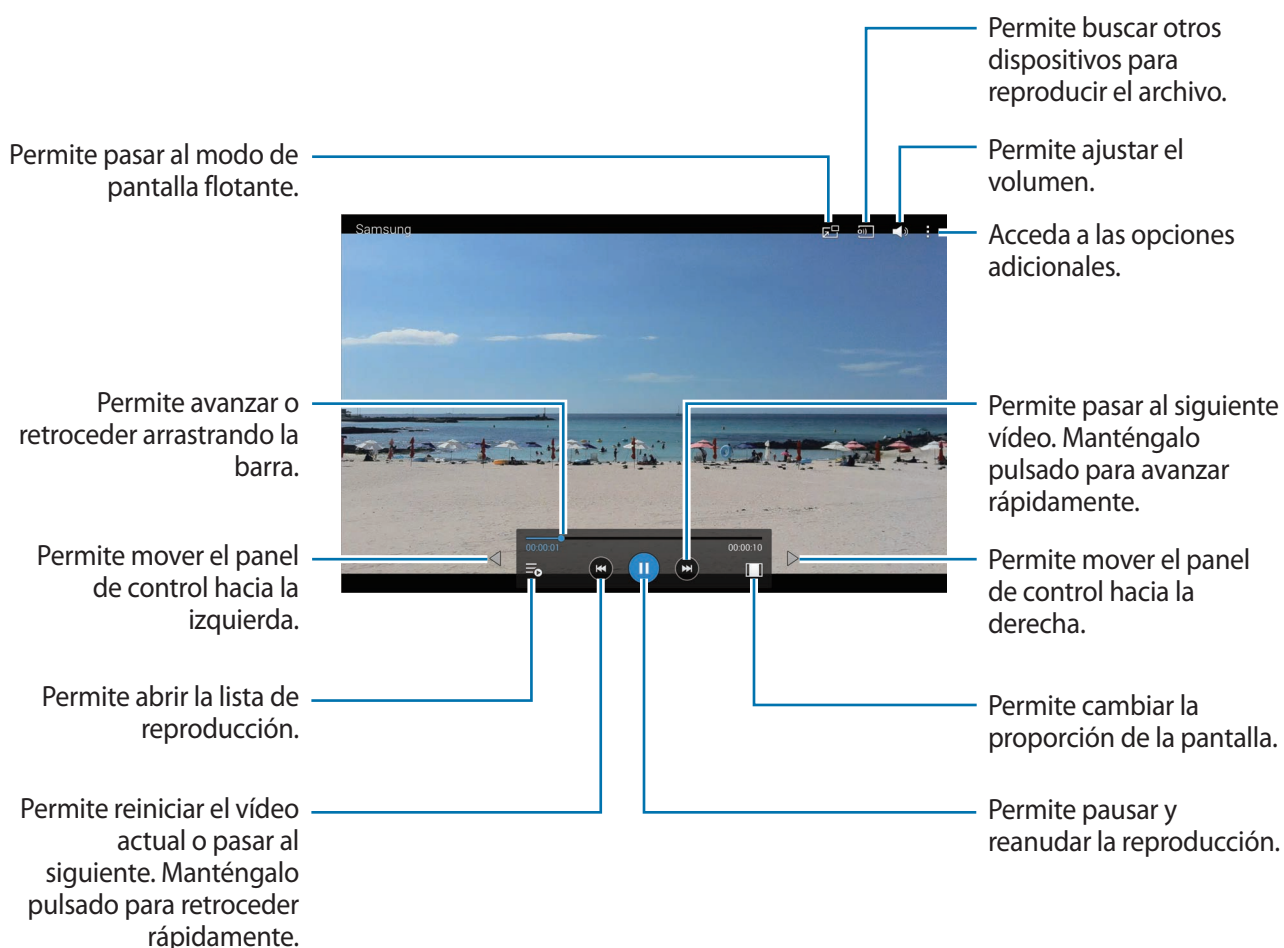 Permite buscar otros
dispositivos para
reproducir el archivo.
Permite pasar al modo de
pantalla flotante.
Permite ajustar el
volumen.
Samsung
Acceda a las opciones
adicionales.
Permite avanzar o
retroceder arrastrando la
barra.
Permite pasar al siguiente
vídeo. Manténgalo
pulsado para avanzar
rápidamente.
00:00:01
00:00:10
Permite mover el panel
de control hacia la
izquierda.
Permite mover el panel
de control hacia la
derecha.
Permite abrir la lista de
reproducción.
Permite cambiar la
proporción de la pantalla.
Permite reiniciar el vídeo
actual o pasar al
siguiente. Manténgalo
pulsado para retroceder
rápidamente.
Permite pausar y
reanudar la reproducción.